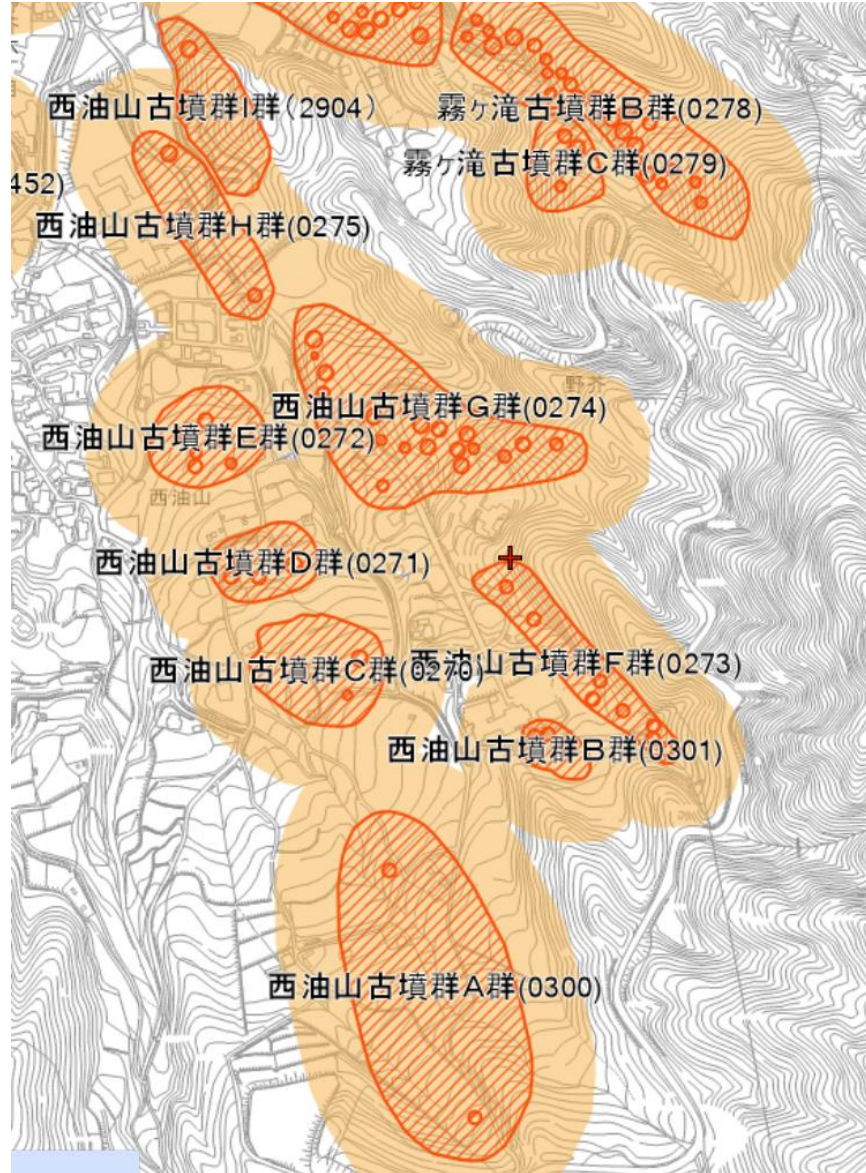 西油山古墳群I群(2904)
霧ヶ滝古墳群B群(0278)
霧ヶ滝古墳群C群(0279)
452)
西油山古墳群H群(0275)
野芥
西油山古墳群G群(0274)
西油山古墳群E群(0272)
西油山
西油山古墳群D群(0271)
西油山古墳群C群(0270)
西油山古墳群F群(0273)
西油山古墳群B群(0301)
西油山古墳群A群(0300)